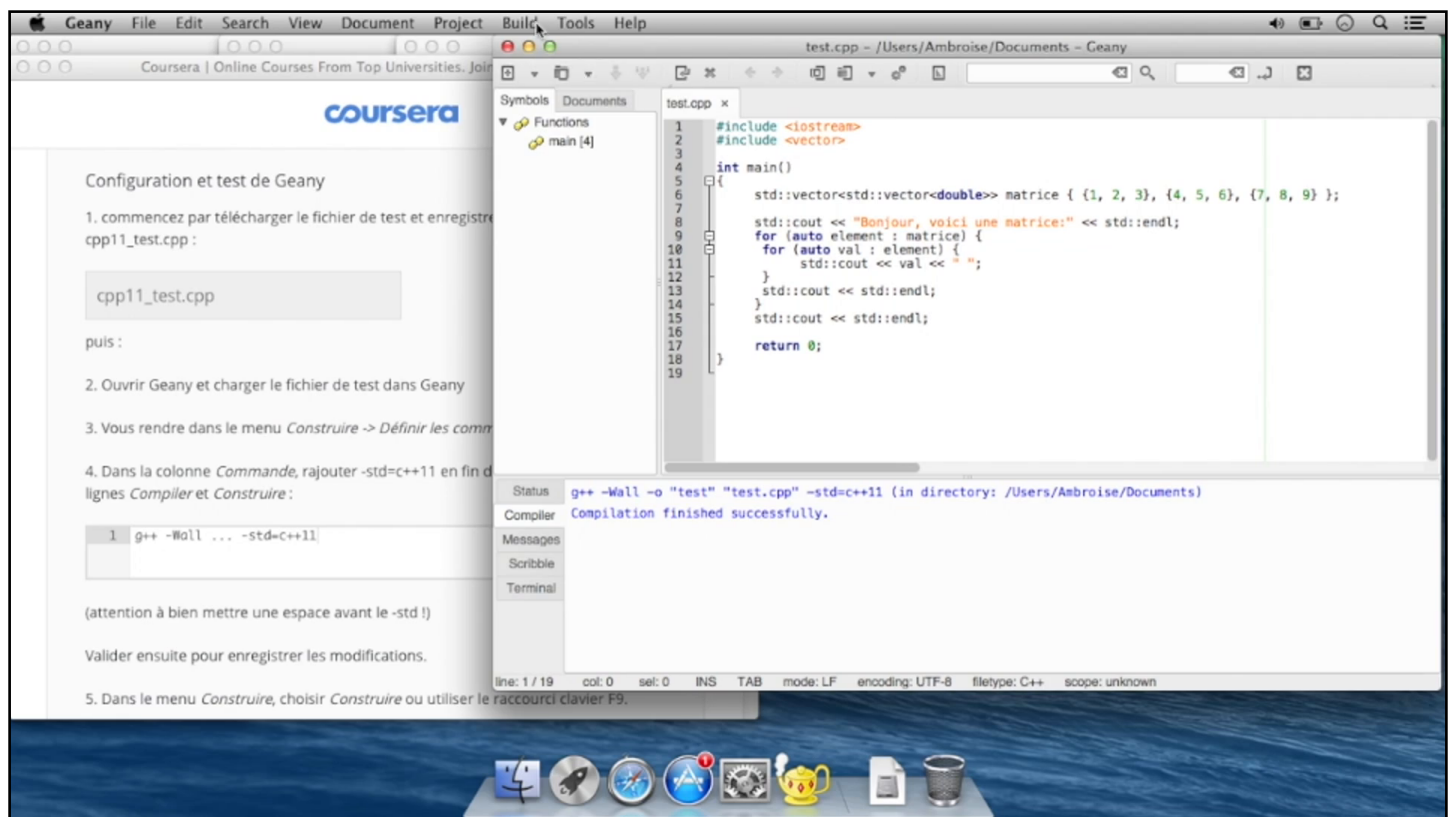 Geany File Edit Search View Document Project Build Tools Help
test.cpp – /Users/Ambroise/Documents – Geany
Coursera | Online Courses From Top Universities. Joi
coursera
Configuration et test de Geany
1. commencez par télécharger le fichier de test et enregistre
cpp11_test.cpp :
cpp11_test.cpp
puis :
2. Ouvrir Geany et charger le fichier de test dans Geany
3. Vous rendre dans le menu Construire -> Définir les comm
4. Dans la colonne Commande, rajouter -std=c++11 en fin d
lignes Compiler et Construire :
1 g++ -Wall ... -std=c++11
(attention à bien mettre une espace avant le -std !)
Valider ensuite pour enregistrer les modifications.
5. Dans le menu Construire, choisir Construire ou utiliser le raccourci clavier F9.
Symbols Documents
Functions
main [4]
test.cpp ×
1 #include <iostream>
2 #include <vector>
3
4 int main()
5 {
6 std::vector<std::vector<double>> matrice { {1, 2, 3}, {4, 5, 6}, {7, 8, 9} };
7
8 std::cout << "Bonjour, voici une matrice:" << std::endl;
9 for (auto element : matrice) {
10 for (auto val : element) {
11 std::cout << val << " ";
12 }
13 std::cout << std::endl;
14 }
15 std::cout << std::endl;
16
17 return 0;
18 }
19
Status
Compiler
Messages
Scribble
Terminal
g++ -Wall -o "test" "test.cpp" -std=c++11 (in directory: /Users/Ambroise/Documents)
Compilation finished successfully.
line: 1 / 19 col: 0 sel: 0 INS TAB mode: LF encoding: UTF-8 filetype: C++ scope: unknown
1